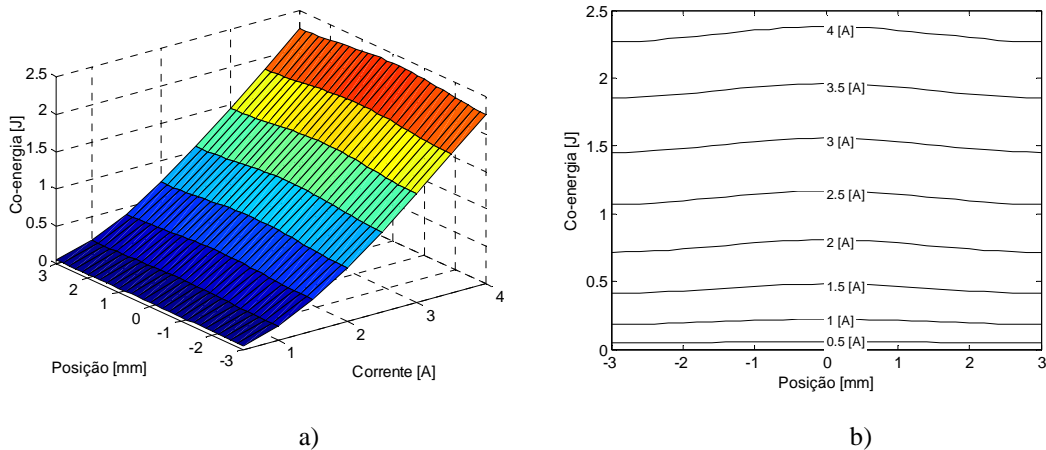 2.5
2
1.5
1
0.5
0
Co-energia [J]
3
2
1
0
-1
-2
-3
Posição [mm]
1
2
3
4
Corrente [A]
a)
2.5
2
1.5
1
0.5
0
Co-energia [J]
4 [A]
3.5 [A]
3 [A]
2.5 [A]
2 [A]
1.5 [A]
1 [A]
0.5 [A]
-3
-2
-1
0
1
2
3
Posição [mm]
b)